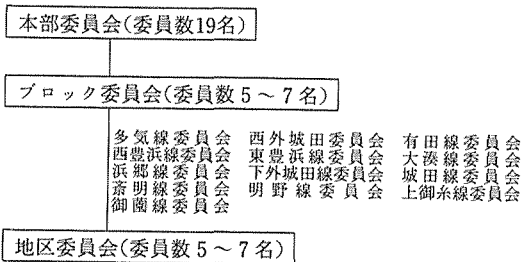 本部委員会(委員数19名)
ブロック委員会(委員数5～7名)
多気線委員会 西外城田委員会 有田線委員会
西豊浜線委員会 東豊浜線委員会 大湊線委員会
浜郷線委員会 下外城田線委員会 城田線委員会
斎明線委員会 明野線委員会 上御糸線委員会
御薗線委員会
地区委員会(委員数5～7名)